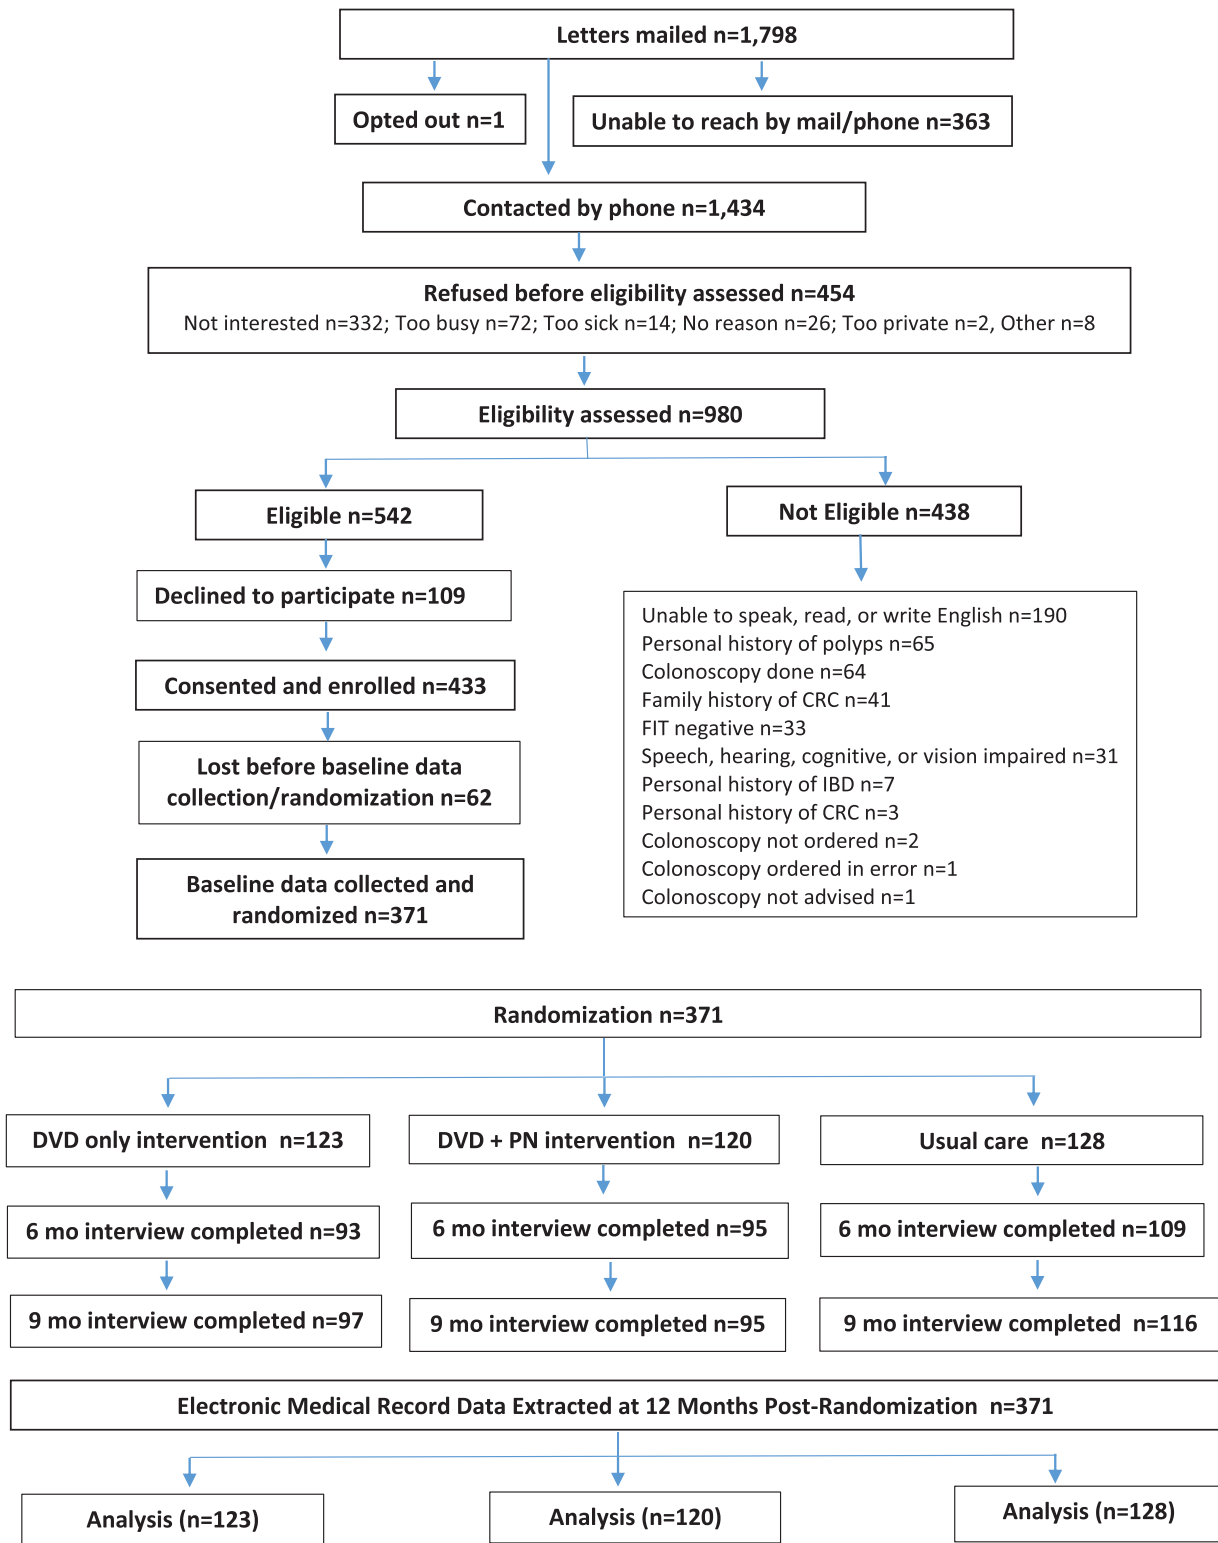 Letters mailed n=1,798
Opted out n=1
Unable to reach by mail/phone n=363
Contacted by phone n=1,434
Refused before eligibility assessed n=454
Not interested n=332; Too busy n=72; Too sick n=14; No reason n=26; Too private n=2, Other n=8
Eligibility assessed n=980
Eligible n=542
Not Eligible n=438
Declined to participate n=109
Consented and enrolled n=433
Lost before baseline data
collection/randomization n=62
Baseline data collected and
randomized n=371
Unable to speak, read, or write English n=190
Personal history of polyps n=65
Colonoscopy done n=64
Family history of CRC n=41
FIT negative n=33
Speech, hearing, cognitive, or vision impaired n=31
Personal history of IBD n=7
Personal history of CRC n=3
Colonoscopy not ordered n=2
Colonoscopy ordered in error n=1
Colonoscopy not advised n=1
Randomization n=371
DVD only intervention n=123
DVD + PN intervention n=120
Usual care n=128
6 mo interview completed n=93
6 mo interview completed n=95
6 mo interview completed n=109
9 mo interview completed n=97
9 mo interview completed n=95
9 mo interview completed n=116
Electronic Medical Record Data Extracted at 12 Months Post-Randomization n=371
Analysis (n=123)
Analysis (n=120)
Analysis (n=128)